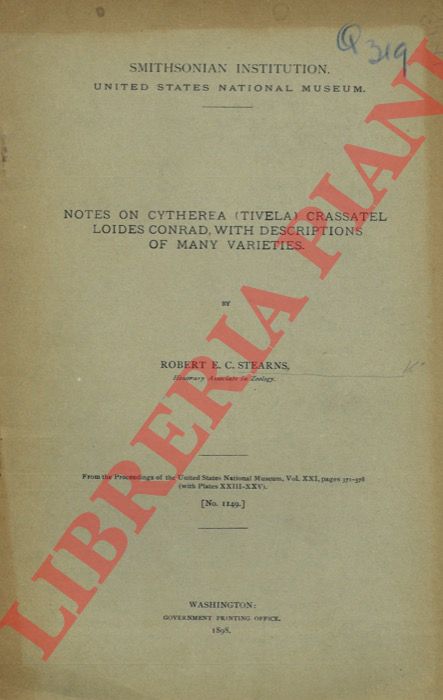 Q 319
SMITHSONIAN INSTITUTION.
UNITED STATES NATIONAL MUSEUM.
NOTES ON CYTHEREA (TIVELA) CRASSATEL
LOIDES CONRAD, WITH DESCRIPTIONS
OF MANY VARIETIES.
BY
ROBERT E. C. STEARNS,
Honorary Associate in Zoology.
From the Proceedings of the United States National Museum, Vol. XXI, pages 371-378
(with Plates XXIII-XXV).
[No. 1149.]
WASHINGTON:
GOVERNMENT PRINTING OFFICE.
1898.
LIBRERIA PIANI